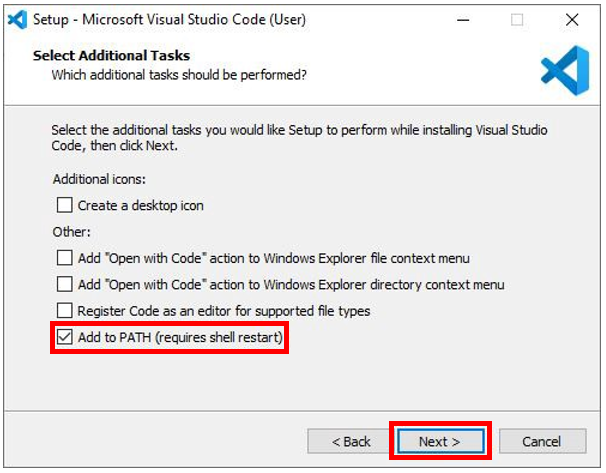 Setup - Microsoft Visual Studio Code (User)
Select Additional Tasks
Which additional tasks should be performed?
Select the additional tasks you would like Setup to perform while installing Visual Studio
Code, then click Next.
Additional icons:
Create a desktop icon
Other:
Add "Open with Code" action to Windows Explorer file context menu
Add "Open with Code" action to Windows Explorer directory context menu
Register Code as an editor for supported file types
Add to PATH (requires shell restart)
< Back
Next >
Cancel